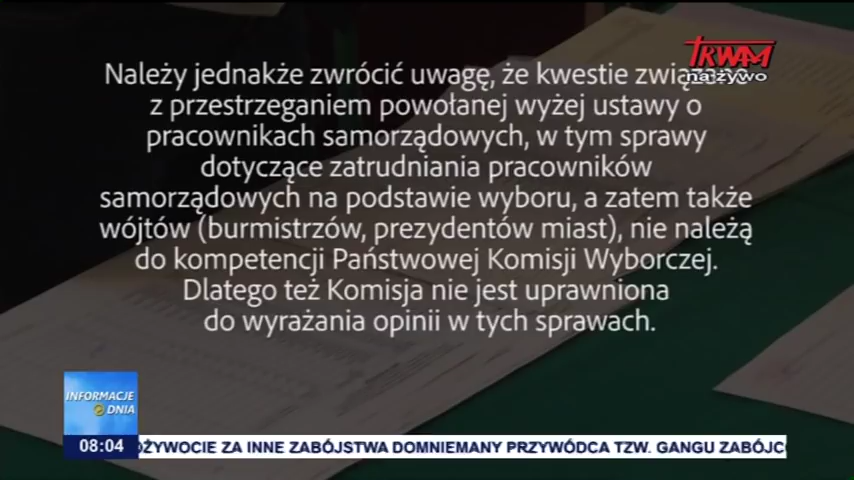 TRWAM
na żywo
Należy jednakże zwrócić uwagę, że kwestie związane
z przestrzeganiem powołanej wyżej ustawy o
pracownikach samorządowych, w tym sprawy
dotyczące zatrudniania pracowników
samorządowych na podstawie wyboru, a zatem także
wójtów (burmistrzów, prezydentów miast), nie należą
do kompetencji Państwowej Komisji Wyborczej.
Dlatego też Komisja nie jest uprawniona
do wyrażania opinii w tych sprawach.
INFORMACJE
DNIA
08:04
OŻYWOCIE ZA INNE ZABÓJSTWA DOMNIEMANY PRZYWÓDCA TZW. GANGU ZABÓJC